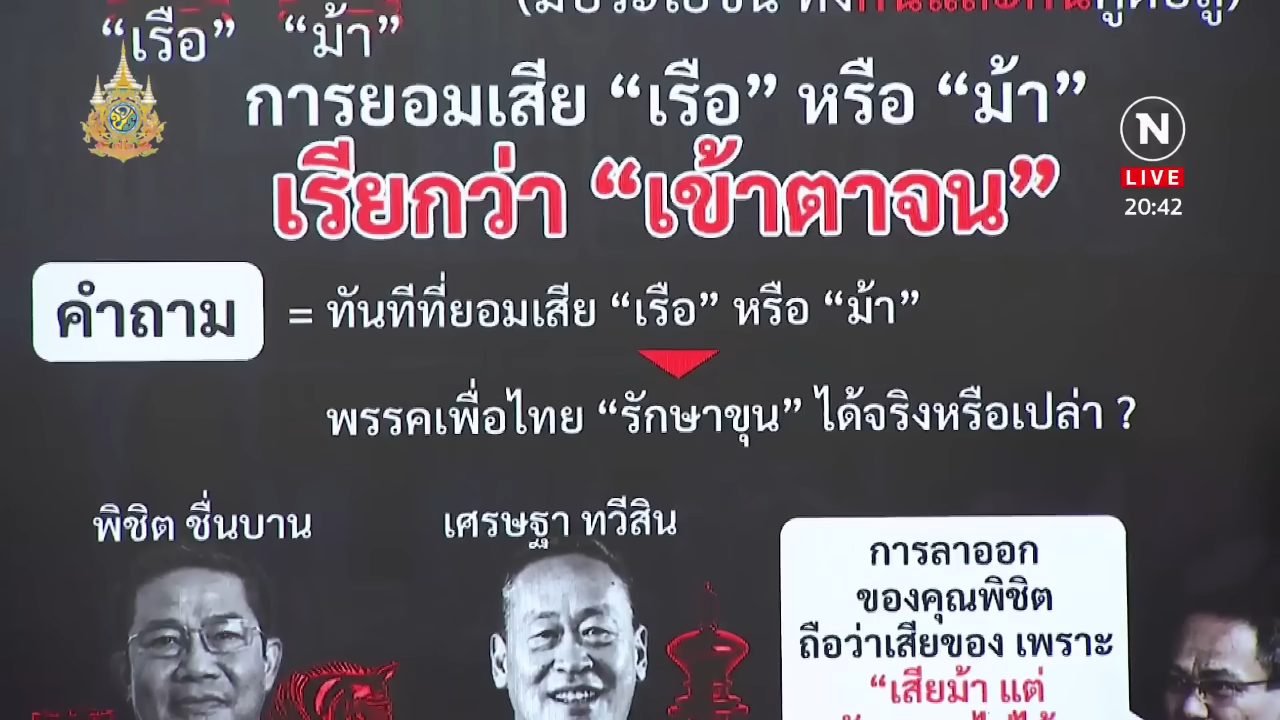 “เรือ” “ม้า”
การยอมเสีย “เรือ” หรือ “ม้า”
เรียกว่า “เข้าตาจน”
N
LIVE
20:42
คำถาม = ทันทีที่ยอมเสีย “เรือ” หรือ “ม้า”
พรรคเพื่อไทย “รักษาขุน” ได้จริงหรือเปล่า ?
พิชิต ชื่นบาน
เศรษฐา ทวีสิน
การลาออก
ของคุณพิชิต
ถือว่าเสียของ เพราะ
“เสียม้า แต่